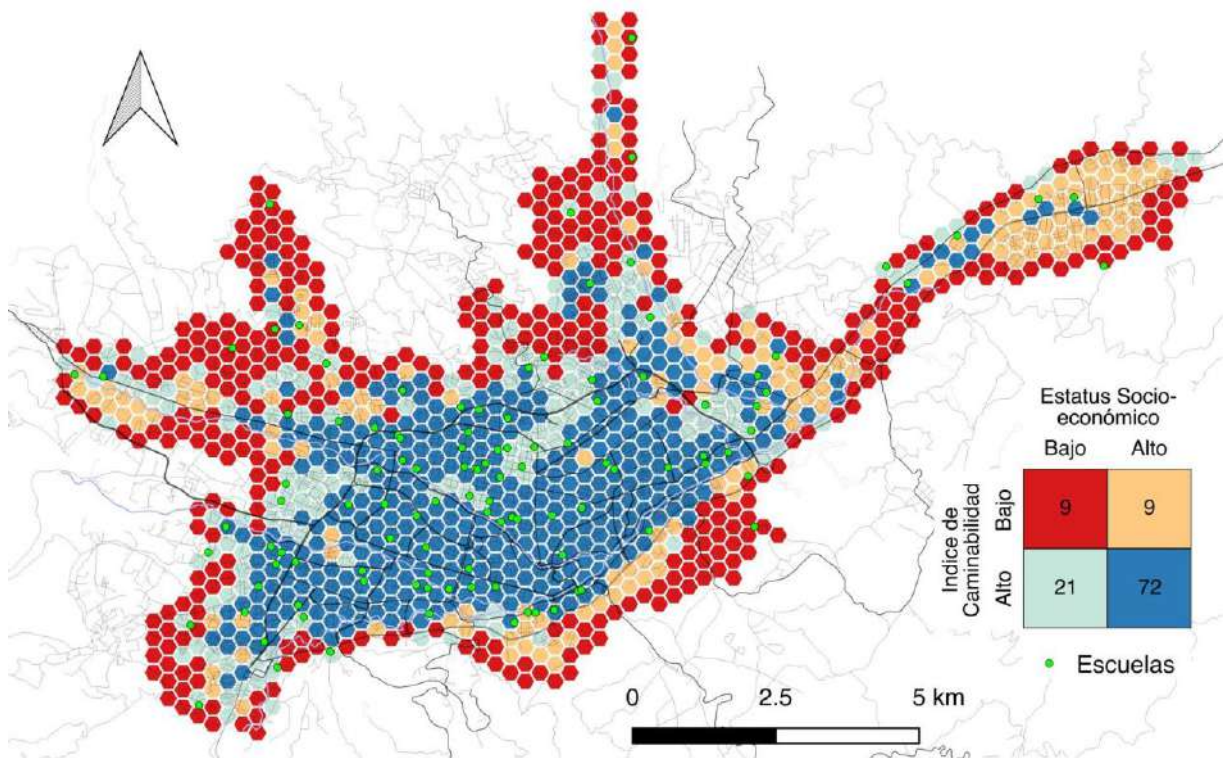 Estatus Socio-
económico
Bajo Alto
Indice de
Caminabilidad
Bajo
Alto
9 9
21 72
Escuelas
0 2.5 5 km